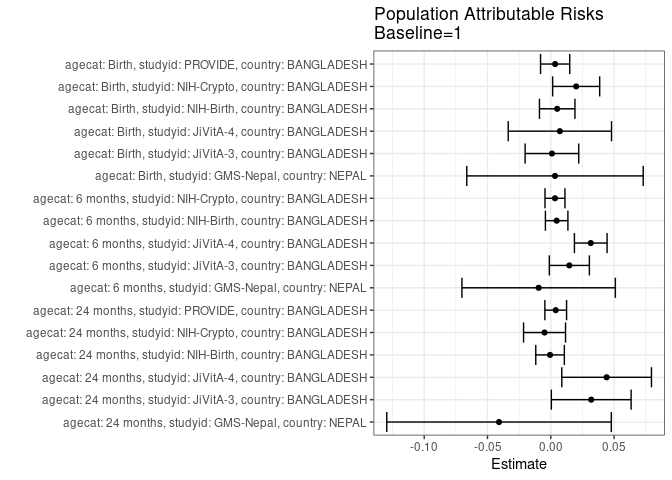 Population Attributable Risks
Baseline=1
agecat: Birth, studyid: PROVIDE, country: BANGLADESH
agecat: Birth, studyid: NIH-Crypto, country: BANGLADESH
agecat: Birth, studyid: NIH-Birth, country: BANGLADESH
agecat: Birth, studyid: JiVitA-4, country: BANGLADESH
agecat: Birth, studyid: JiVitA-3, country: BANGLADESH
agecat: Birth, studyid: GMS-Nepal, country: NEPAL
agecat: 6 months, studyid: NIH-Crypto, country: BANGLADESH
agecat: 6 months, studyid: NIH-Birth, country: BANGLADESH
agecat: 6 months, studyid: JiVitA-4, country: BANGLADESH
agecat: 6 months, studyid: JiVitA-3, country: BANGLADESH
agecat: 6 months, studyid: GMS-Nepal, country: NEPAL
agecat: 24 months, studyid: PROVIDE, country: BANGLADESH
agecat: 24 months, studyid: NIH-Crypto, country: BANGLADESH
agecat: 24 months, studyid: NIH-Birth, country: BANGLADESH
agecat: 24 months, studyid: JiVitA-4, country: BANGLADESH
agecat: 24 months, studyid: JiVitA-3, country: BANGLADESH
agecat: 24 months, studyid: GMS-Nepal, country: NEPAL
-0.10 -0.05 0.00 0.05
Estimate